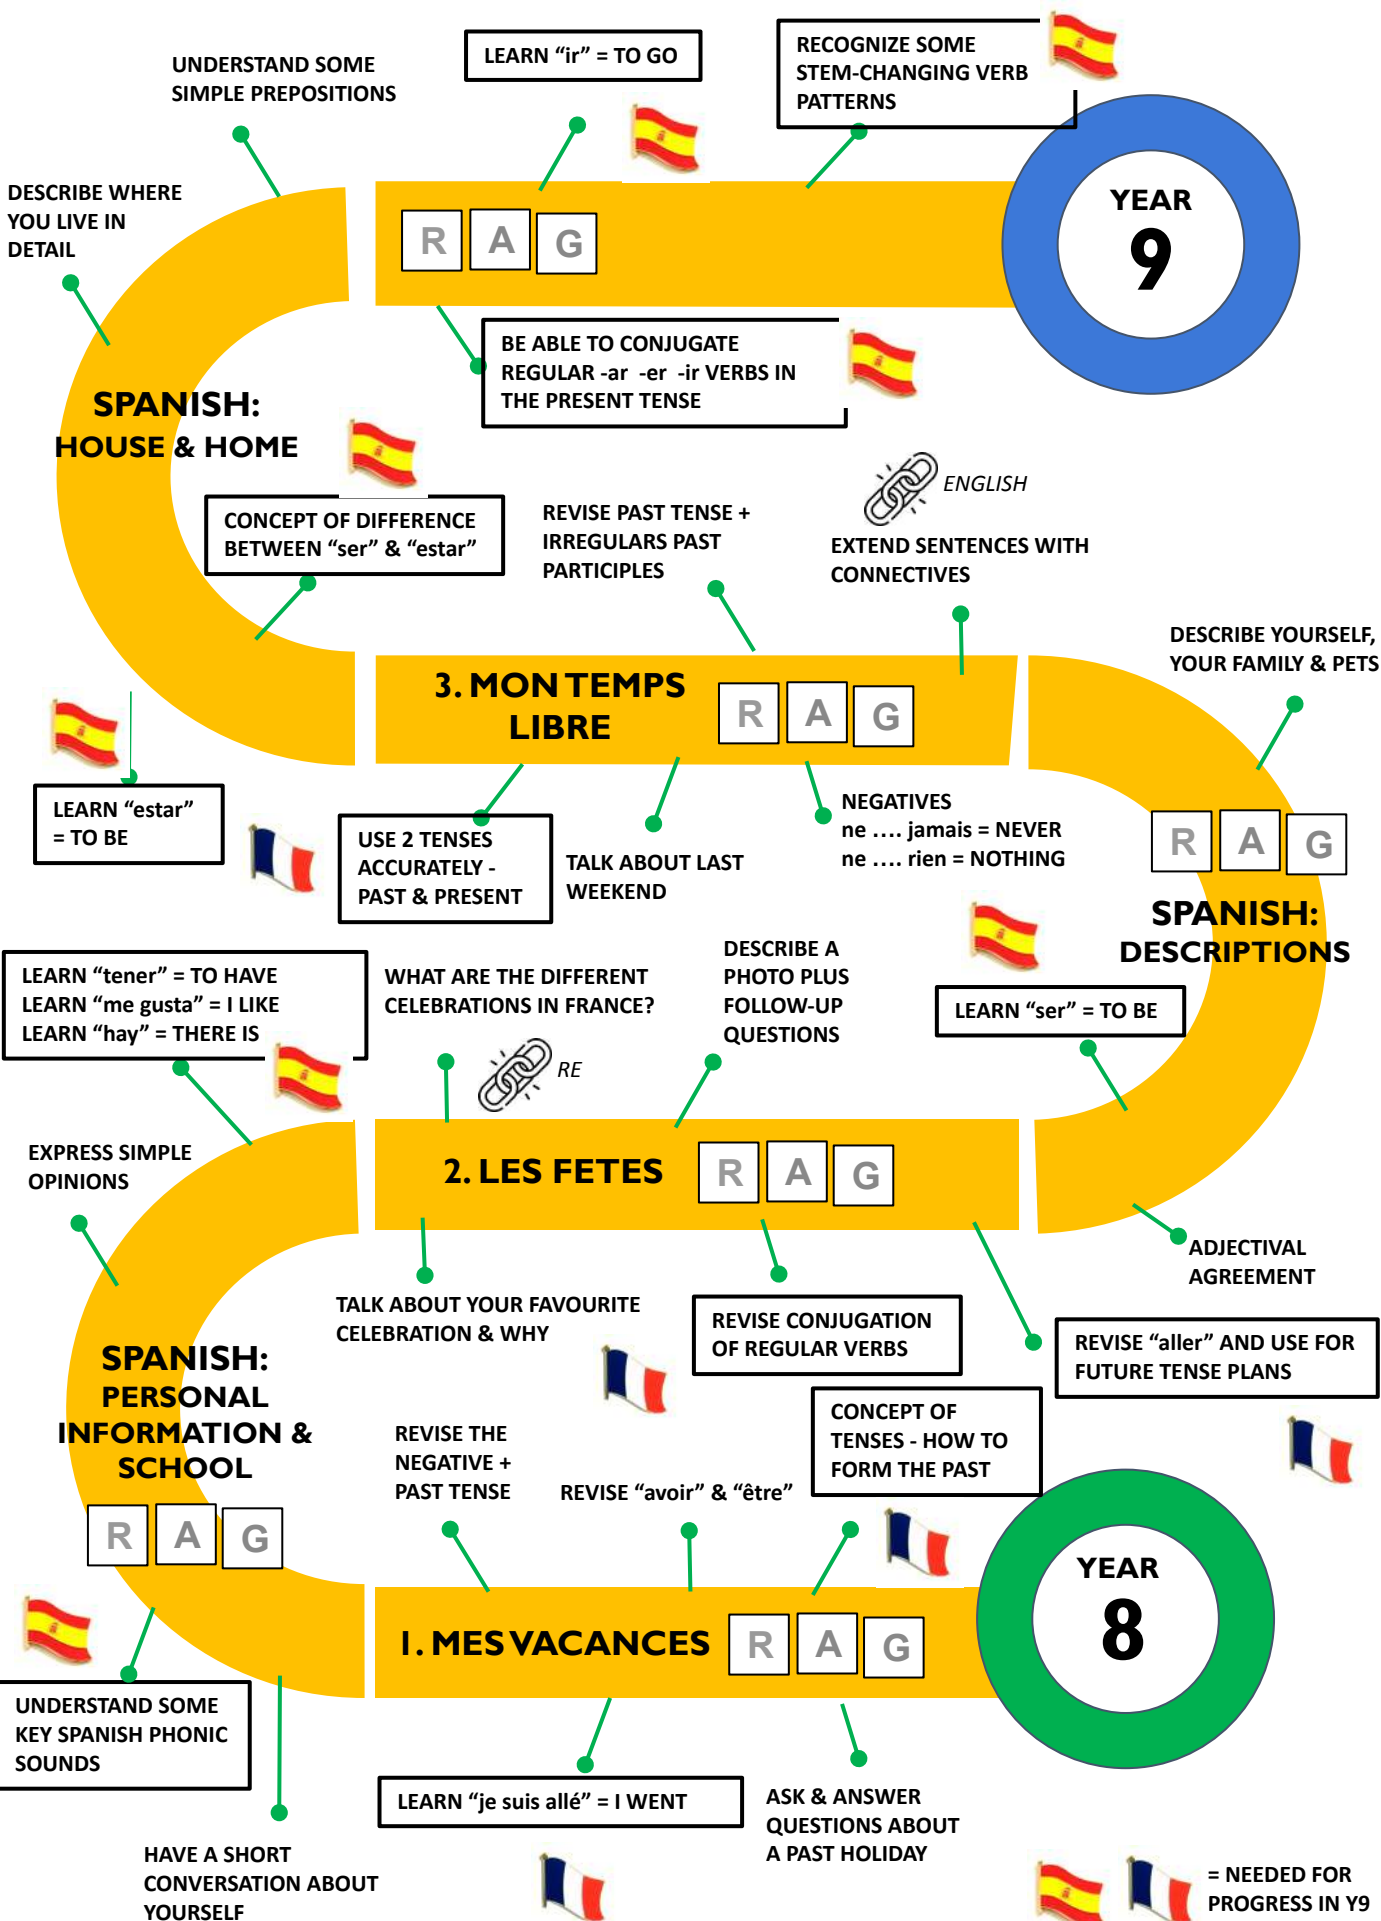 UNDERSTAND SOME
SIMPLE PREPOSITIONS
LEARN “ir” = TO GO
RECOGNIZE SOME
STEM-CHANGING VERB
PATTERNS
YEAR
9
DESCRIBE WHERE
YOU LIVE IN
DETAIL
R A G
BE ABLE TO CONJUGATE
REGULAR -ar -er -ir VERBS IN
THE PRESENT TENSE
SPANISH:
HOUSE & HOME
CONCEPT OF DIFFERENCE
BETWEEN “ser” & “estar”
REVISE PAST TENSE +
IRREGULARS PAST
PARTICIPLES
ENGLISH
EXTEND SENTENCES WITH
CONNECTIVES
DESCRIBE YOURSELF,
YOUR FAMILY & PETS
3. MON TEMPS
LIBRE
R A G
LEARN “estar”
= TO BE
USE 2 TENSES
ACCURATELY -
PAST & PRESENT
TALK ABOUT LAST
WEEKEND
NEGATIVES
ne .... jamais = NEVER
ne .... rien = NOTHING
R A G
SPANISH:
DESCRIPTIONS
LEARN “tener” = TO HAVE
LEARN “me gusta” = I LIKE
LEARN “hay” = THERE IS
WHAT ARE THE DIFFERENT
CELEBRATIONS IN FRANCE?
RE
DESCRIBE A
PHOTO PLUS
FOLLOW-UP
QUESTIONS
LEARN “ser” = TO BE
EXPRESS SIMPLE
OPINIONS
2. LES FETES
R A G
ADJECTIVAL
AGREEMENT
TALK ABOUT YOUR FAVOURITE
CELEBRATION & WHY
REVISE CONJUGATION
OF REGULAR VERBS
REVISE “aller” AND USE FOR
FUTURE TENSE PLANS
SPANISH:
PERSONAL
INFORMATION &
SCHOOL
R A G
REVISE THE
NEGATIVE +
PAST TENSE
REVISE “avoir” & “être”
CONCEPT OF
TENSES - HOW TO
FORM THE PAST
YEAR
8
1. MES VACANCES
R A G
UNDERSTAND SOME
KEY SPANISH PHONIC
SOUNDS
LEARN “je suis allé” = I WENT
ASK & ANSWER
QUESTIONS ABOUT
A PAST HOLIDAY
HAVE A SHORT
CONVERSATION ABOUT
YOURSELF
= NEEDED FOR
PROGRESS IN Y9